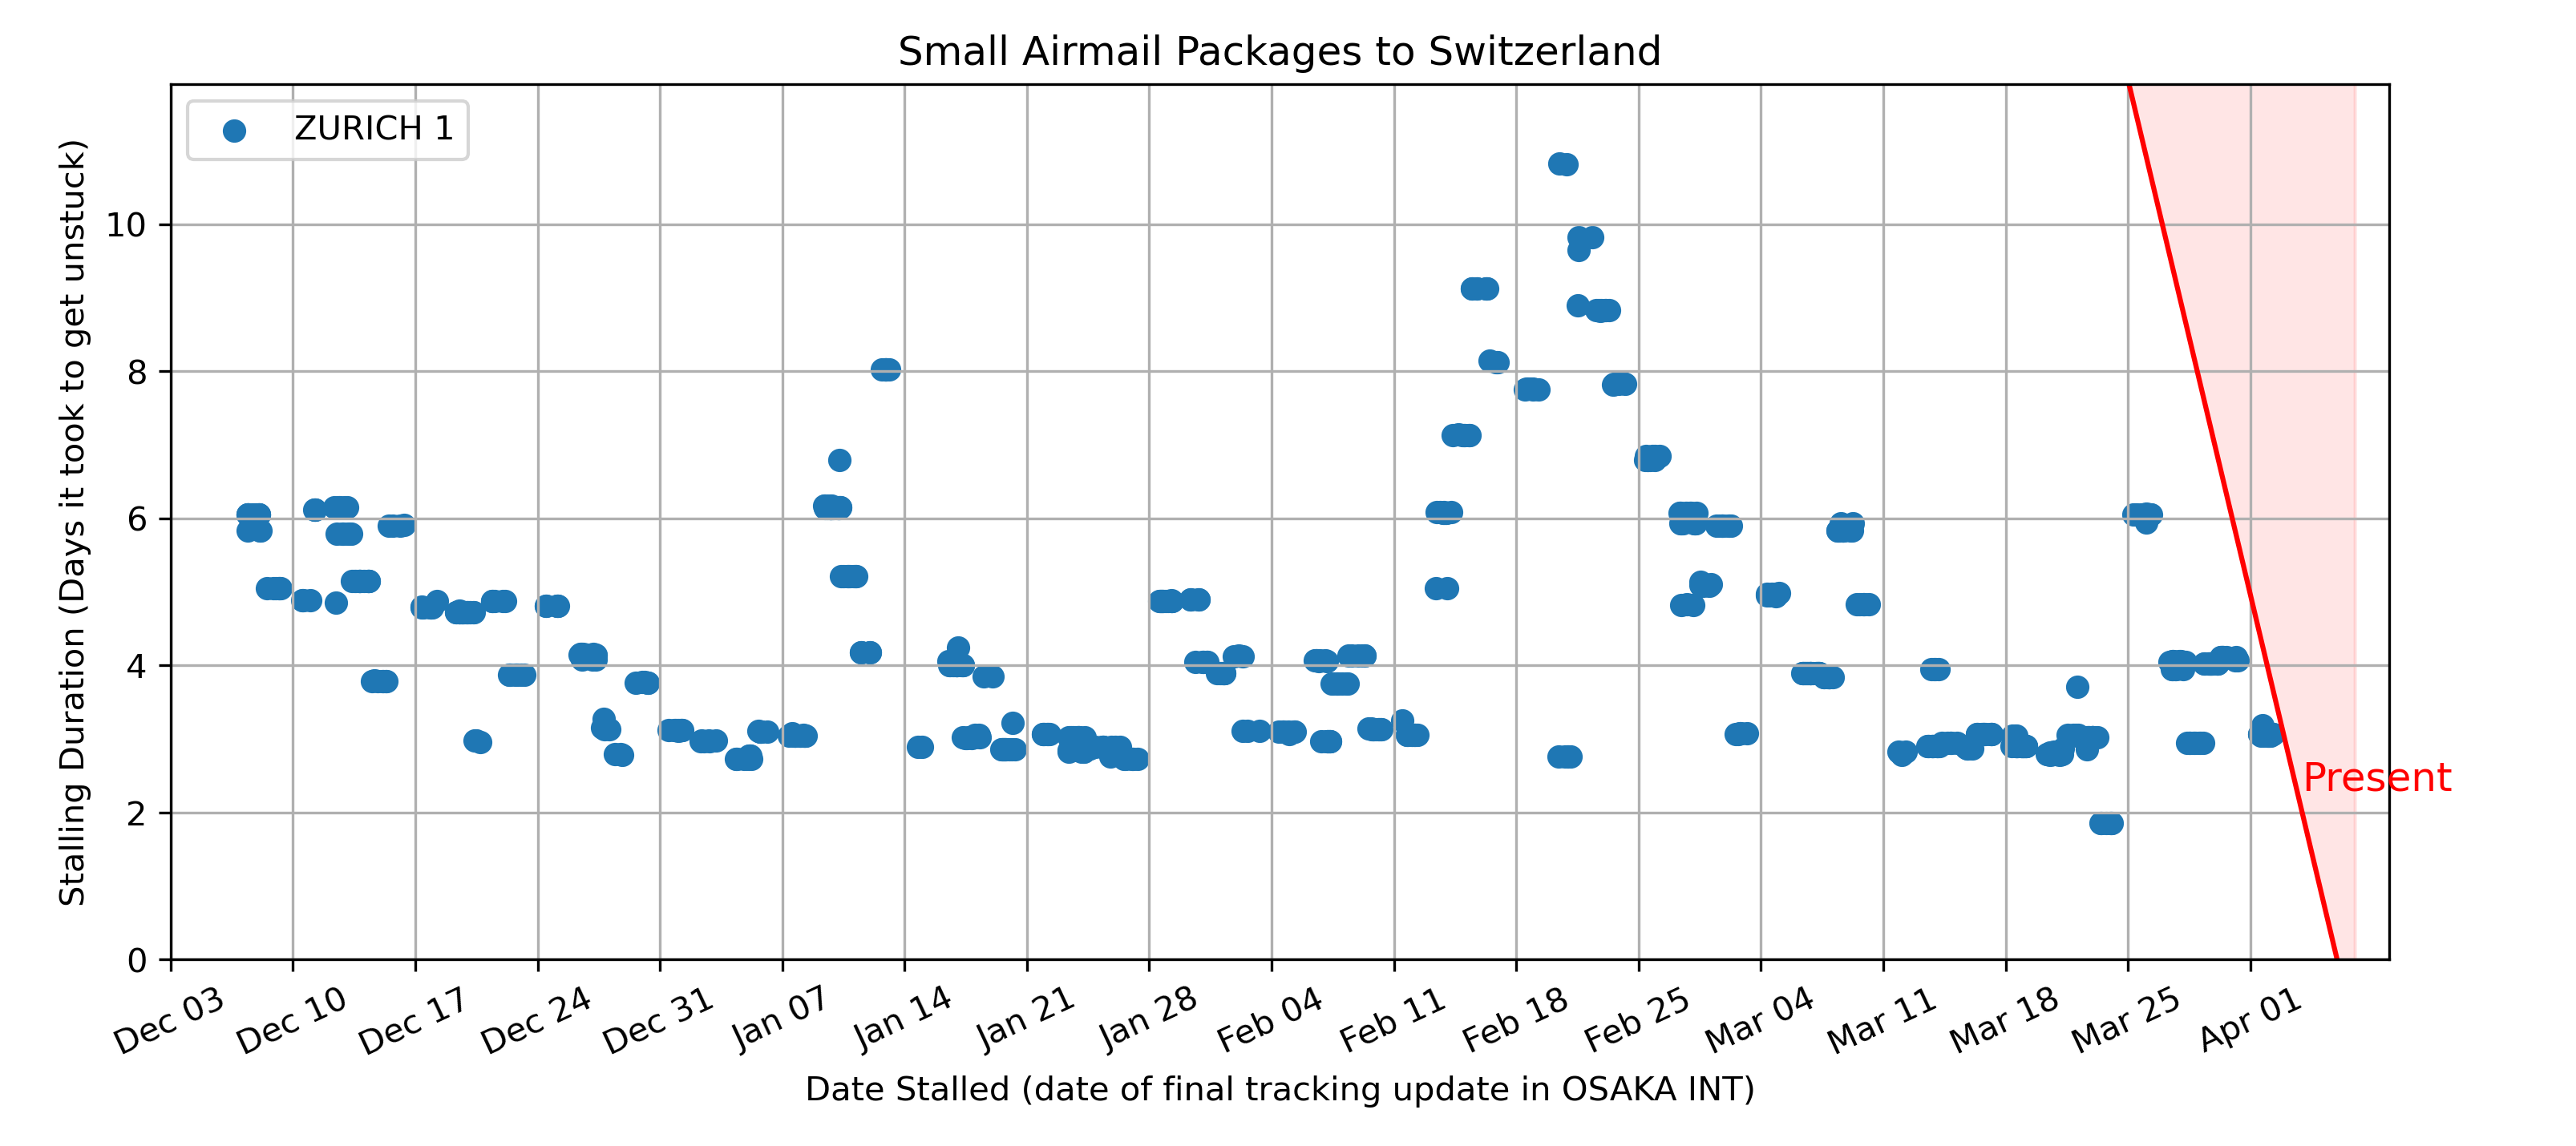 Small Airmail Packages to Switzerland
ZURICH 1
Stalling Duration (Days it took to get unstuck)
10
8
6
4
2
0
Present
Dec 03
Dec 10
Dec 17
Dec 24
Dec 31
Jan 07
Jan 14
Jan 21
Jan 28
Feb 04
Feb 11
Feb 18
Feb 25
Mar 04
Mar 11
Mar 18
Mar 25
Apr 01
Date Stalled (date of final tracking update in OSAKA INT)